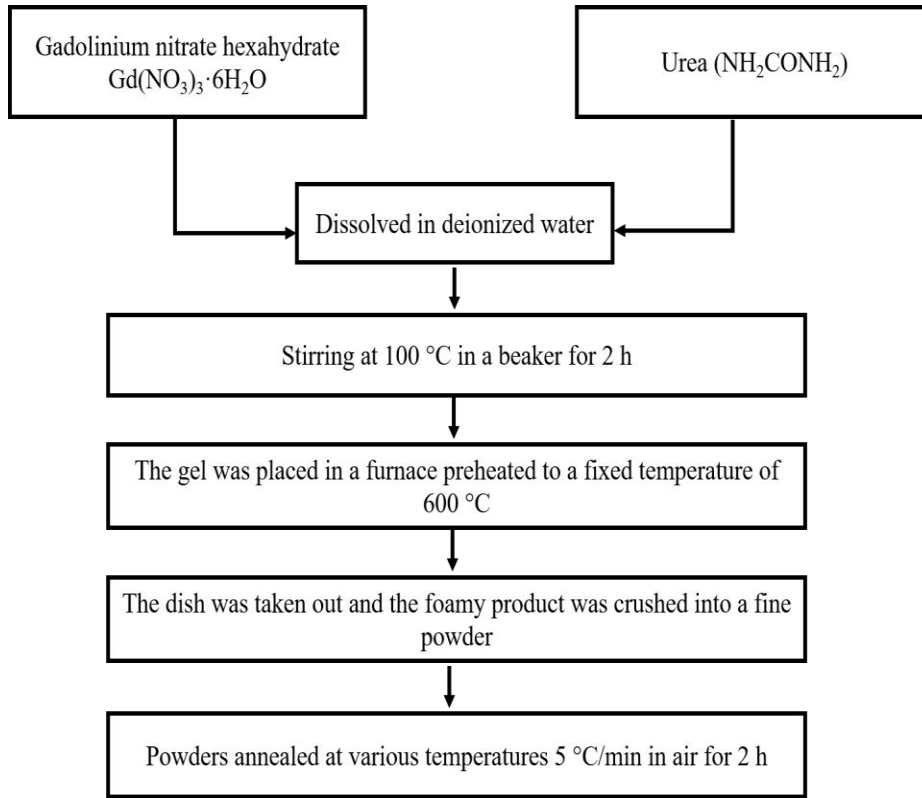 Gadolinium nitrate hexahydrate
Gd(NO₃)₃·6H₂O
Urea (NH₂CONH₂)
Dissolved in deionized water
Stirring at 100 °C in a beaker for 2 h
The gel was placed in a furnace preheated to a fixed temperature of
600 °C
The dish was taken out and the foamy product was crushed into a fine
powder
Powders annealed at various temperatures 5 °C/min in air for 2 h